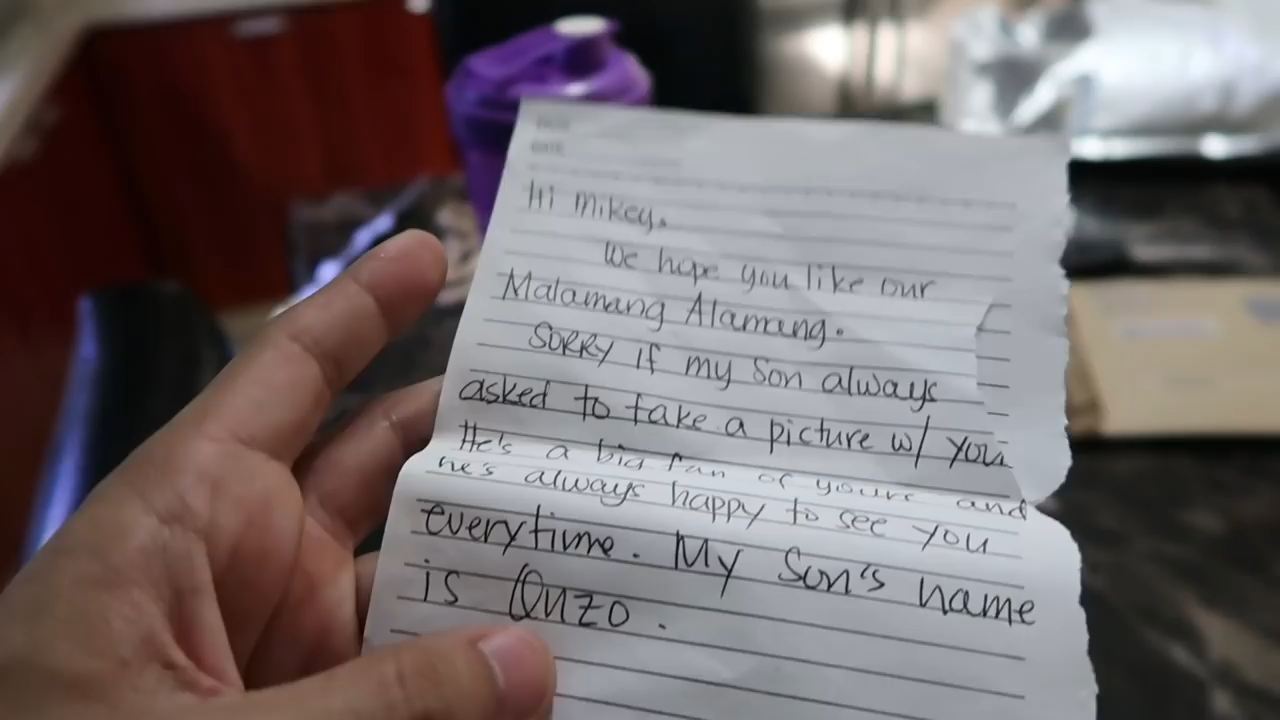 Hi mikey.
We hope you like our
Malamang Alamang.
SORRY if my son always
asked to take a picture w/ you
He's a big fan of yours and
he's always happy to see you
everytime. My Son's name
is Onzo.